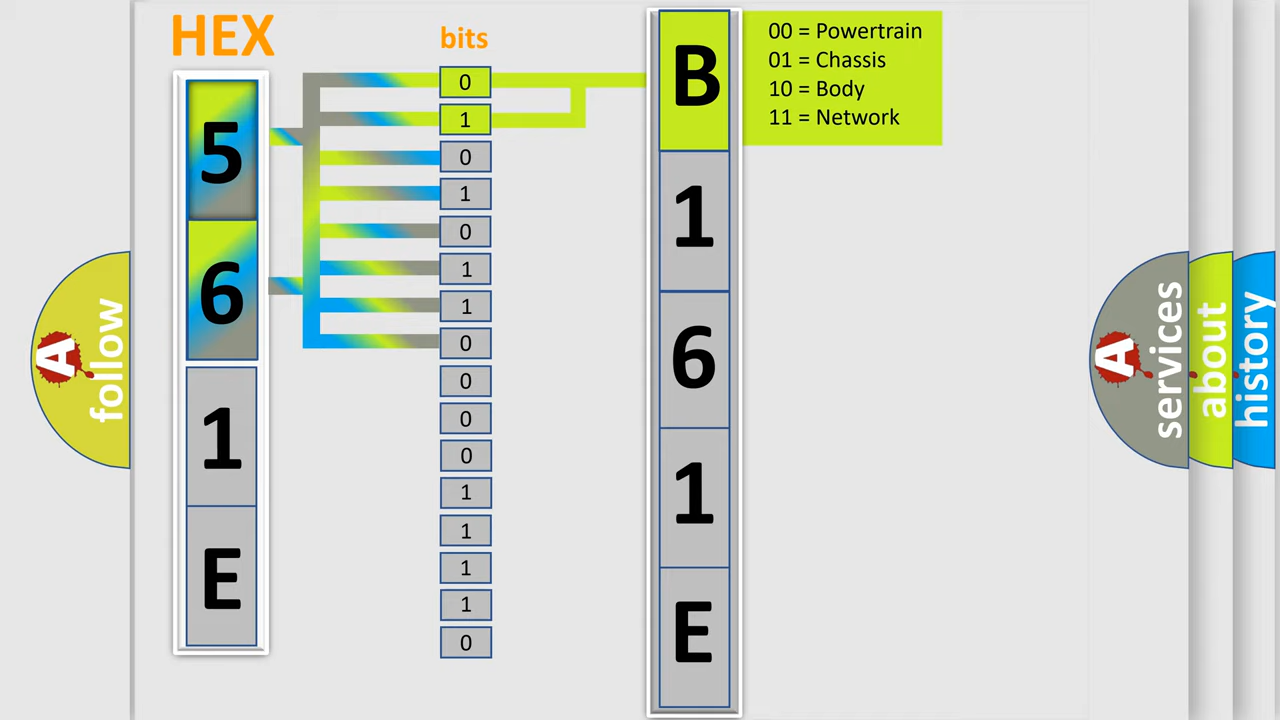 HEX
bits
5
6
1
E
0
1
0
1
0
1
1
0
0
0
0
1
1
1
1
0
B
1
6
1
E
00 = Powertrain
01 = Chassis
10 = Body
11 = Network
A
follow
A
services
about
history